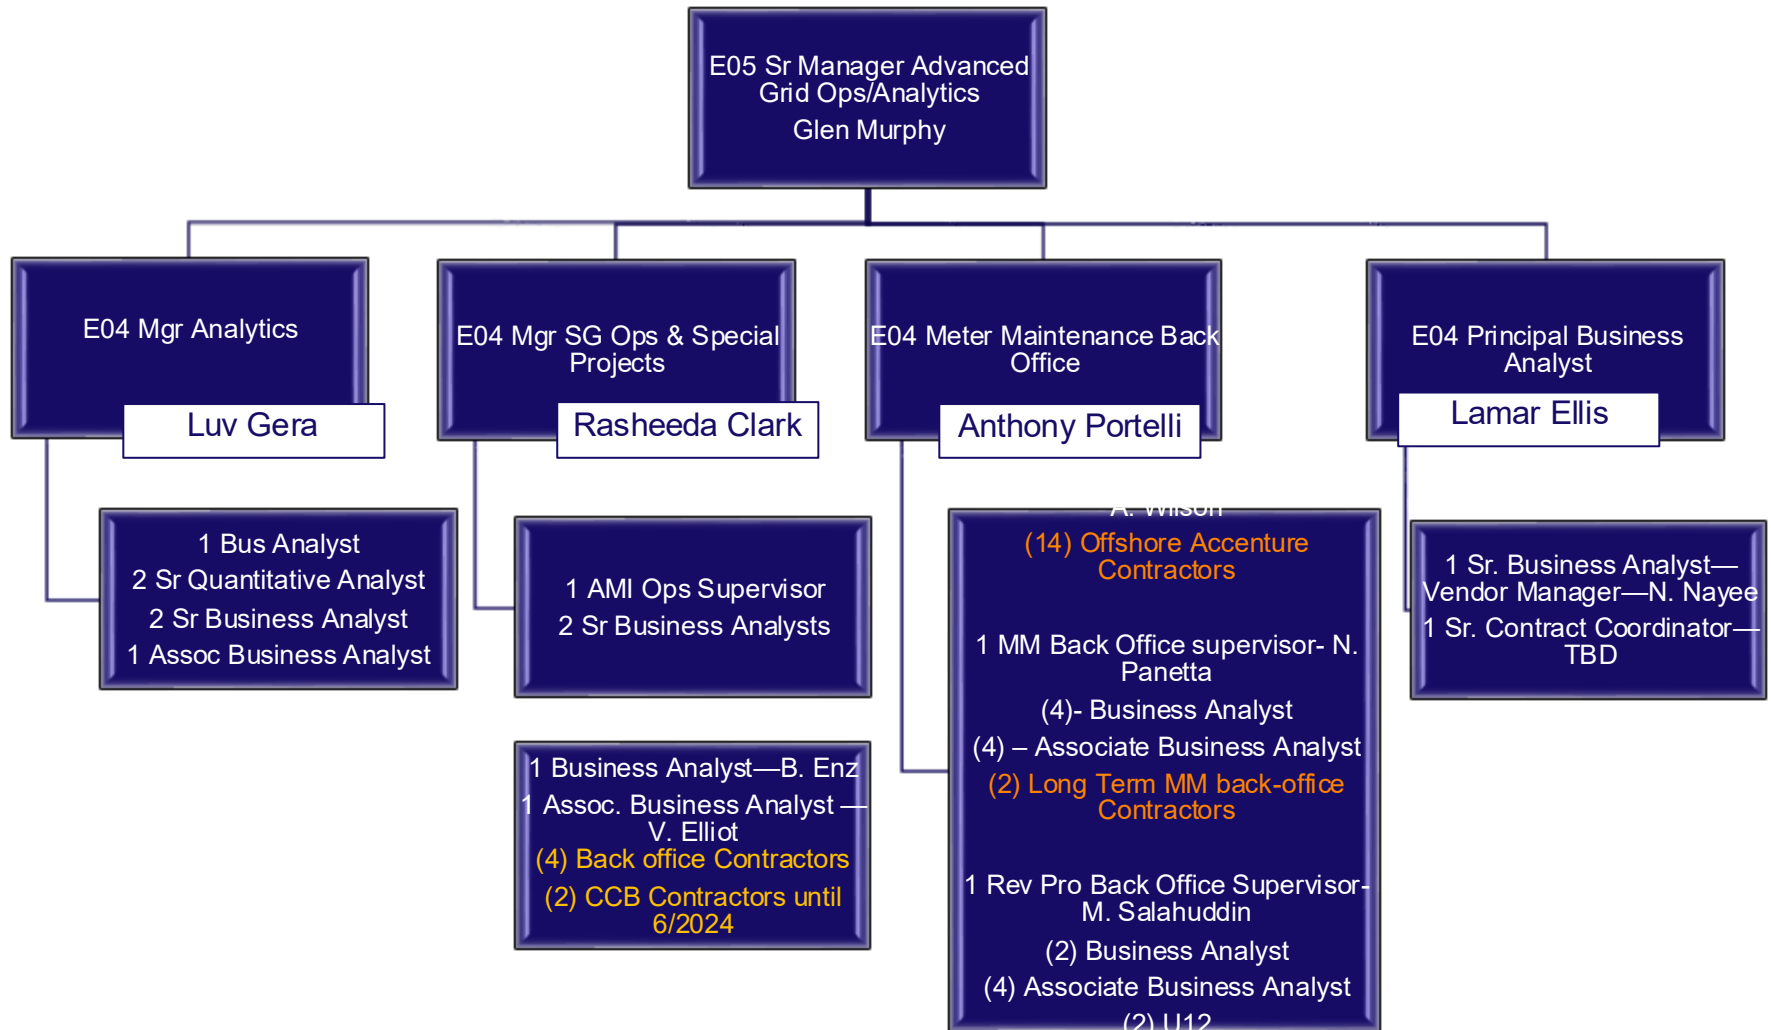 E05 Sr Manager Advanced
Grid Ops/Analytics
Glen Murphy
E04 Mgr Analytics
Luv Gera
E04 Mgr SG Ops & Special
Projects
Rasheeda Clark
E04 Meter Maintenance Back
Office
Anthony Portelli
E04 Principal Business
Analyst
Lamar Ellis
1 Bus Analyst
2 Sr Quantitative Analyst
2 Sr Business Analyst
1 Assoc Business Analyst
1 AMI Ops Supervisor
2 Sr Business Analysts
1 Business Analyst—B. Enz
1 Assoc. Business Analyst —
V. Elliot
(4) Back office Contractors
(2) CCB Contractors until
6/2024
A. Wilson
(14) Offshore Accenture
Contractors
1 MM Back Office supervisor- N.
Panetta
(4)- Business Analyst
(4) – Associate Business Analyst
(2) Long Term MM back-office
Contractors
1 Rev Pro Back Office Supervisor-
M. Salahuddin
(2) Business Analyst
(4) Associate Business Analyst
(2) U12
1 Sr. Business Analyst—
Vendor Manager—N. Nayee
1 Sr. Contract Coordinator—
TBD